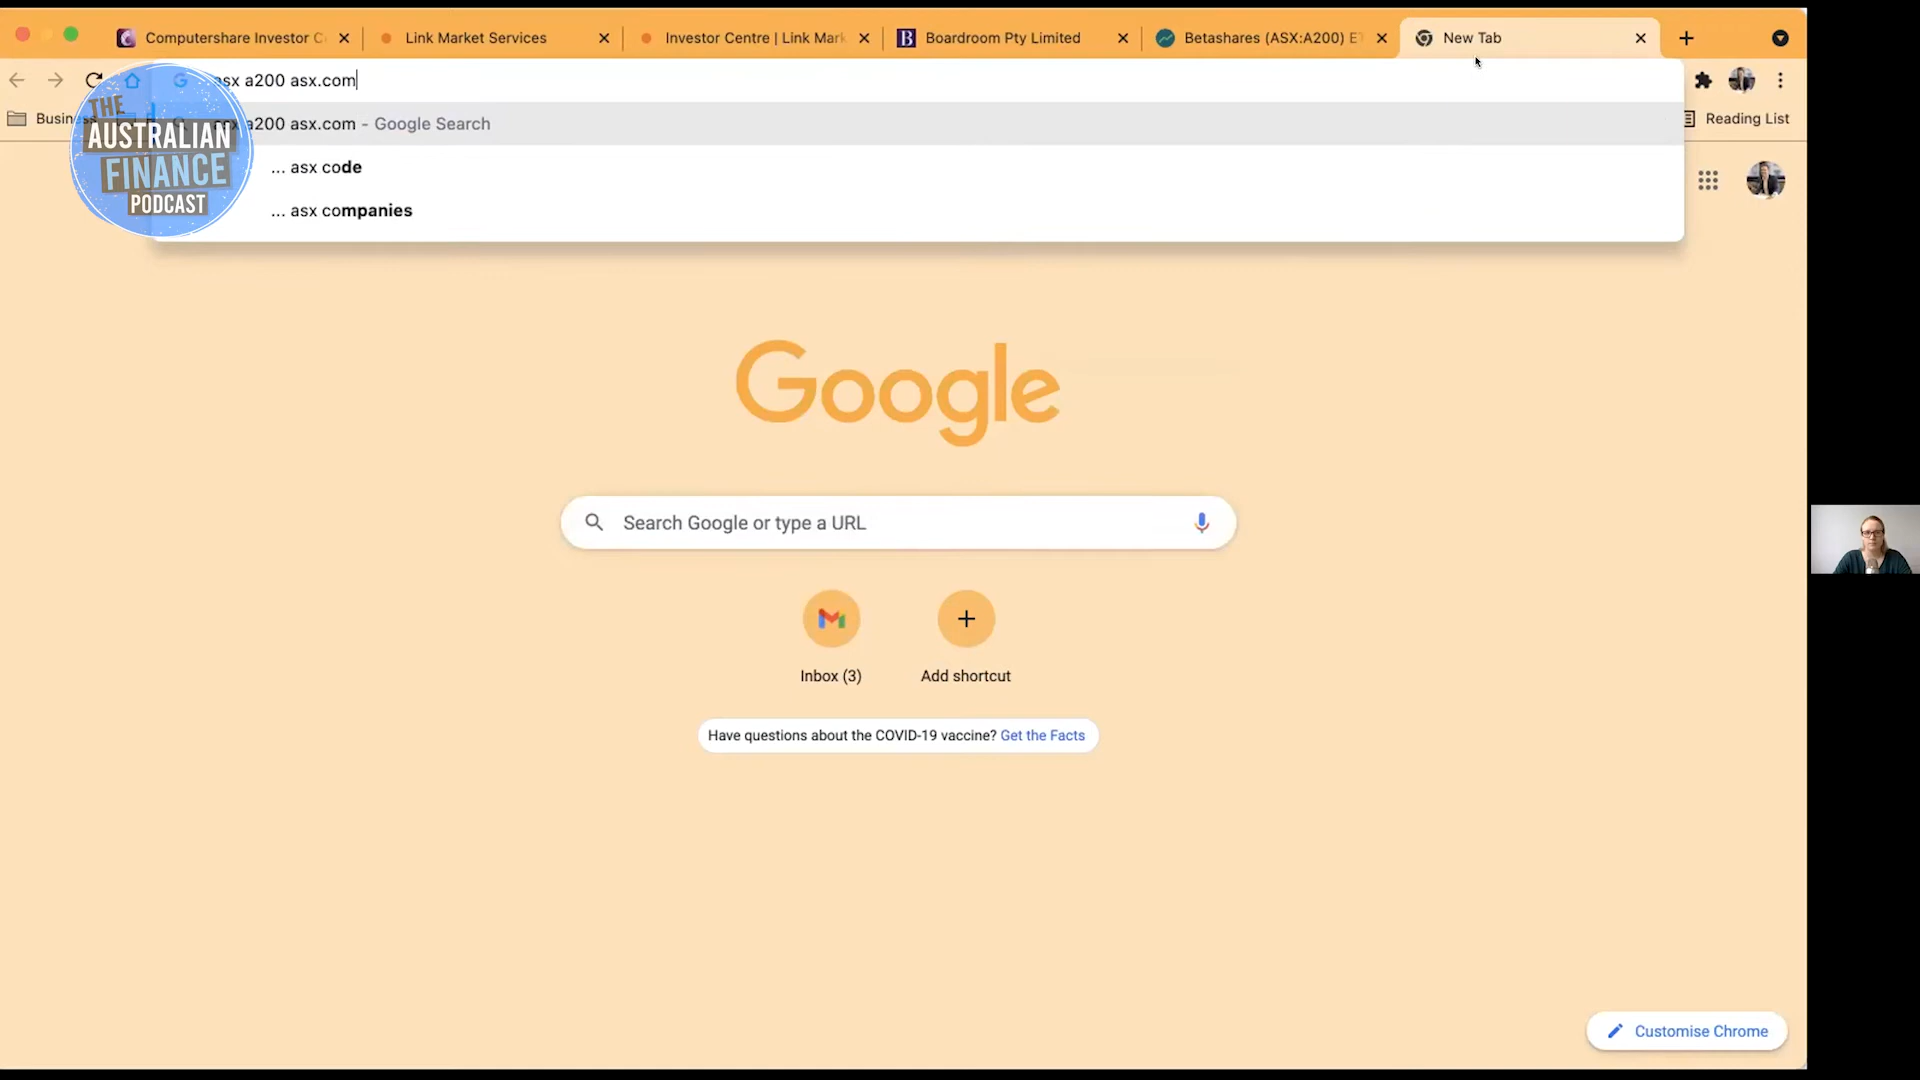 Computershare Investor C
Link Market Services
Investor Centre | Link Mark
Boardroom Pty Limited
Betashares (ASX:A200) ET
New Tab
asx a200 asx.com
Business
Reading List
THE
AUSTRALIAN
FINANCE
PODCAST
a200 asx.com - Google Search
... asx code
... asx companies
Google
Search Google or type a URL
Inbox (3)
Add shortcut
Have questions about the COVID-19 vaccine? Get the Facts
Customise Chrome